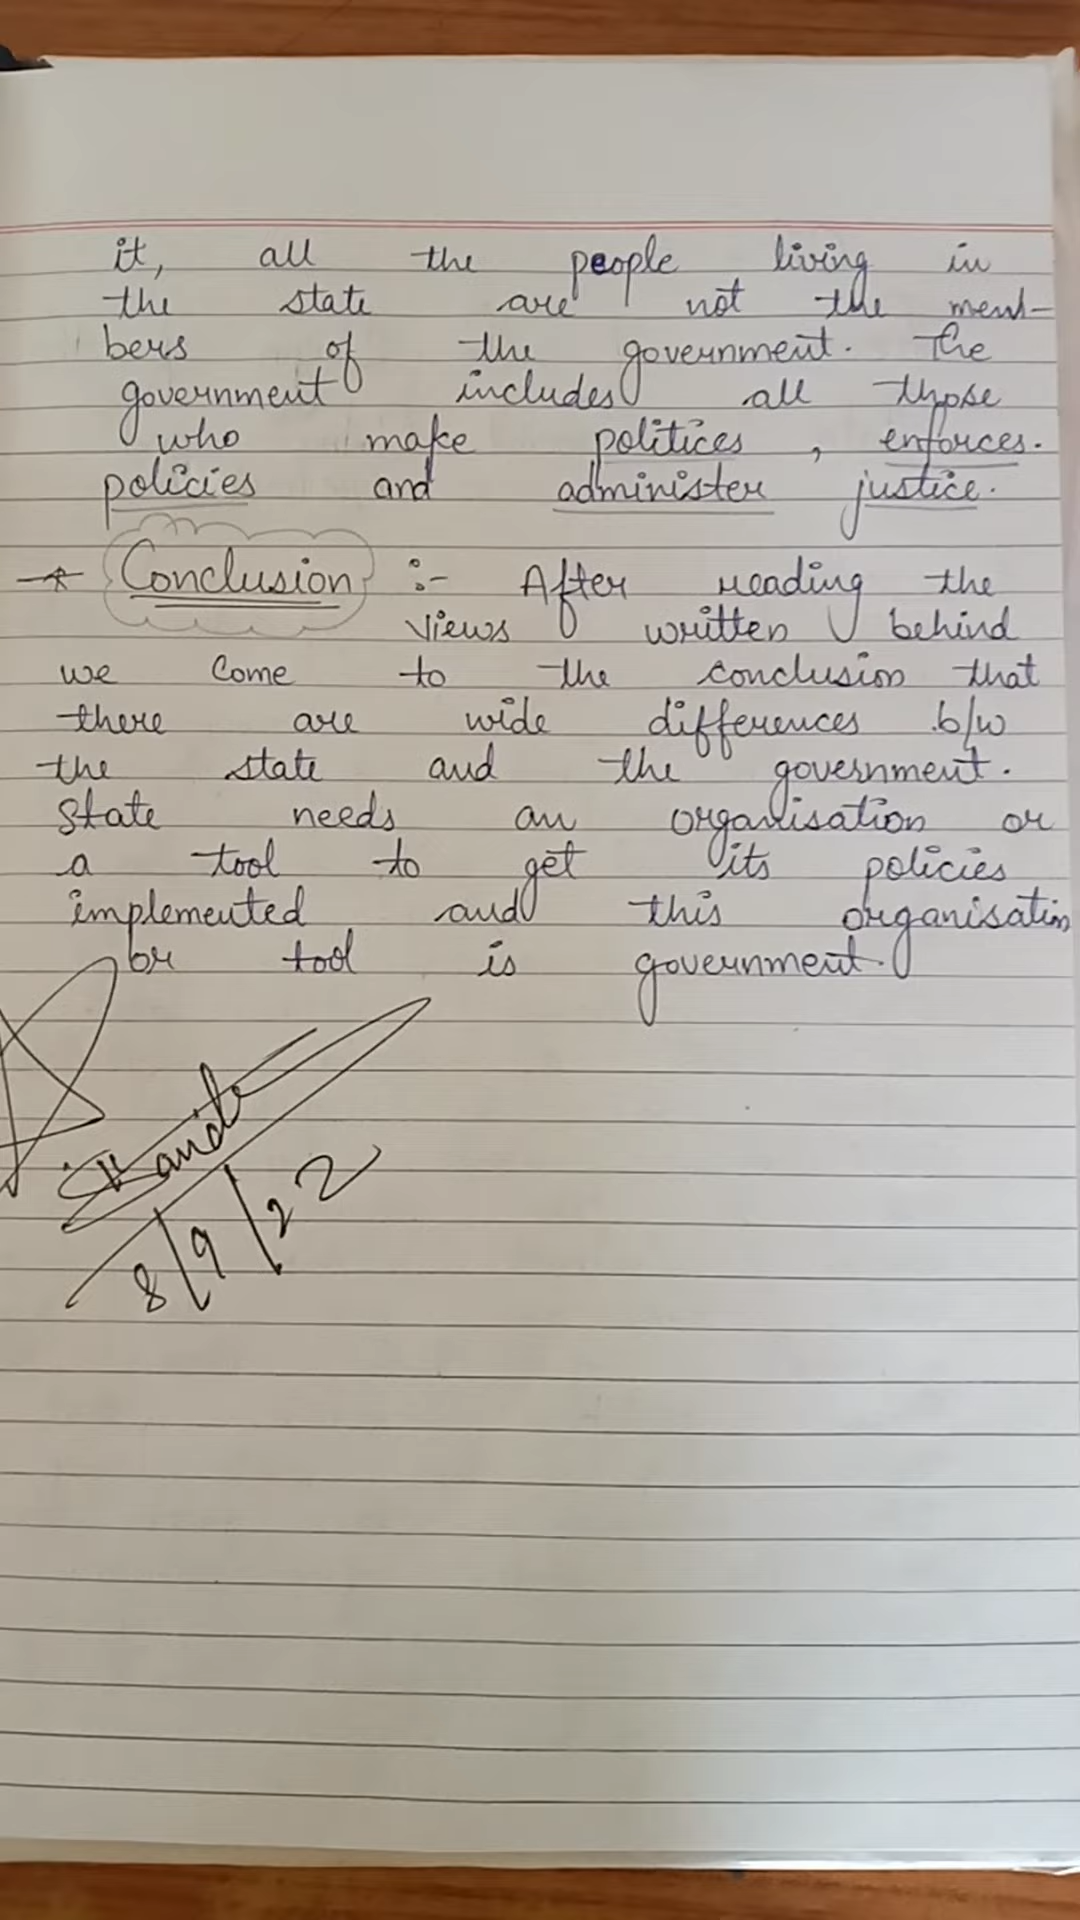 it, all the people living in
the state are not the mem-
bers of the government. The
government includes all those
who make politices, enforces.
policies and administer justice.
Conclusion :- After reading the
views written behind
we come to the conclusion that
there are wide differences b/w
the state and the government.
State needs an organisation or
a tool to get its policies
implemented and this organisation
or tool is government.
8/9/22